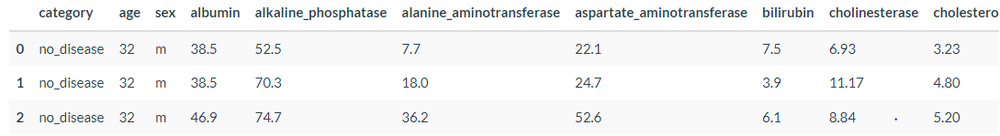 category age sex albumin alkaline_phosphatase alanine_aminotransferase aspartate_aminotransferase bilirubin cholinesterase cholestero
0 no_disease 32 m 38.5 52.5 7.7 22.1 7.5 6.93 3.23
1 no_disease 32 m 38.5 70.3 18.0 24.7 3.9 11.17 4.80
2 no_disease 32 m 46.9 74.7 36.2 52.6 6.1 8.84 5.20